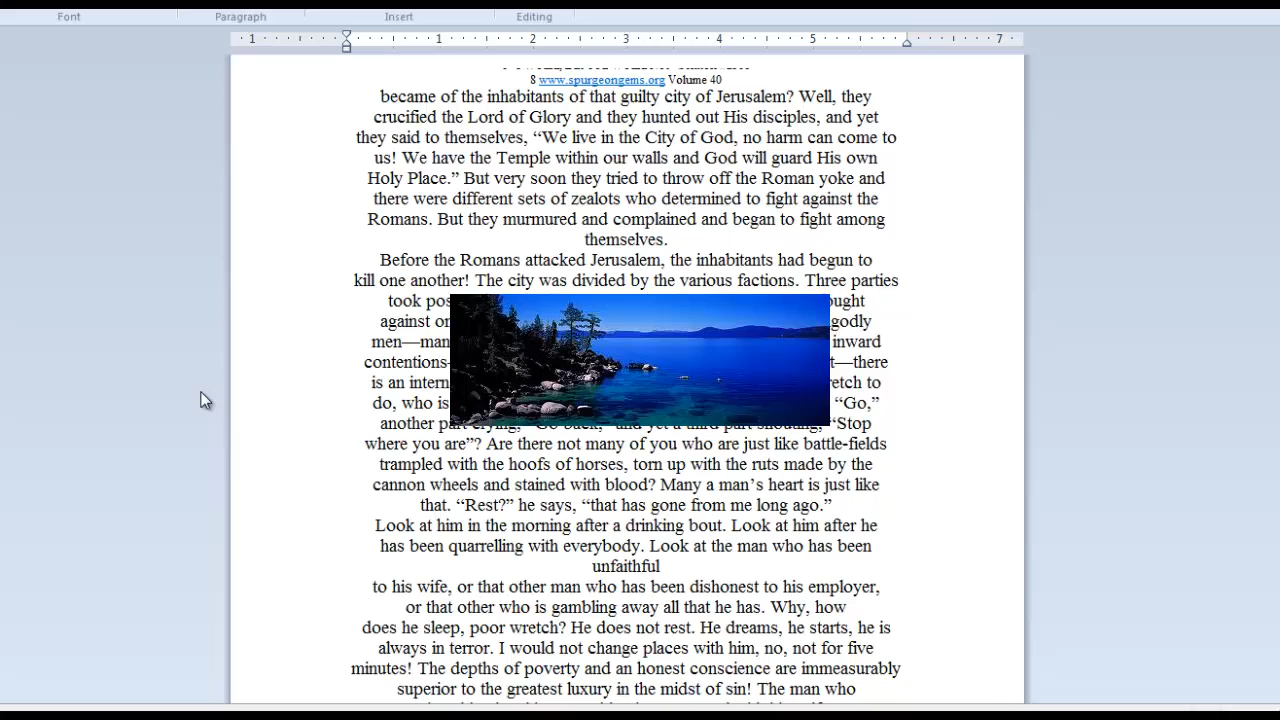 Font Paragraph Insert Editing
1 1 2 3 4 5 7
8 www.spurgeongems.org Volume 40
became of the inhabitants of that guilty city of Jerusalem? Well, they
crucified the Lord of Glory and they hunted out His disciples, and yet
they said to themselves, “We live in the City of God, no harm can come to
us! We have the Temple within our walls and God will guard His own
Holy Place.” But very soon they tried to throw off the Roman yoke and
there were different sets of zealots who determined to fight against the
Romans. But they murmured and complained and began to fight among
themselves.
Before the Romans attacked Jerusalem, the inhabitants had begun to
kill one another! The city was divided by the various factions. Three parties
took
against
godly
men—
inward
contentions
—there
is an
to
do, who is “Go,”
another “Stop
where you are”? Are there not many of you who are just like battle-fields
trampled with the hoofs of horses, torn up with the ruts made by the
cannon wheels and stained with blood? Many a man’s heart is just like
that. “Rest?” he says, “that has gone from me long ago.”
Look at him in the morning after a drinking bout. Look at him after he
has been quarrelling with everybody. Look at the man who has been
unfaithful
to his wife, or that other man who has been dishonest to his employer,
or that other who is gambling away all that he has. Why, how
does he sleep, poor wretch? He does not rest. He dreams, he starts, he is
always in terror. I would not change places with him, no, not for five
minutes! The depths of poverty and an honest conscience are immeasurably
superior to the greatest luxury in the midst of sin! The man who